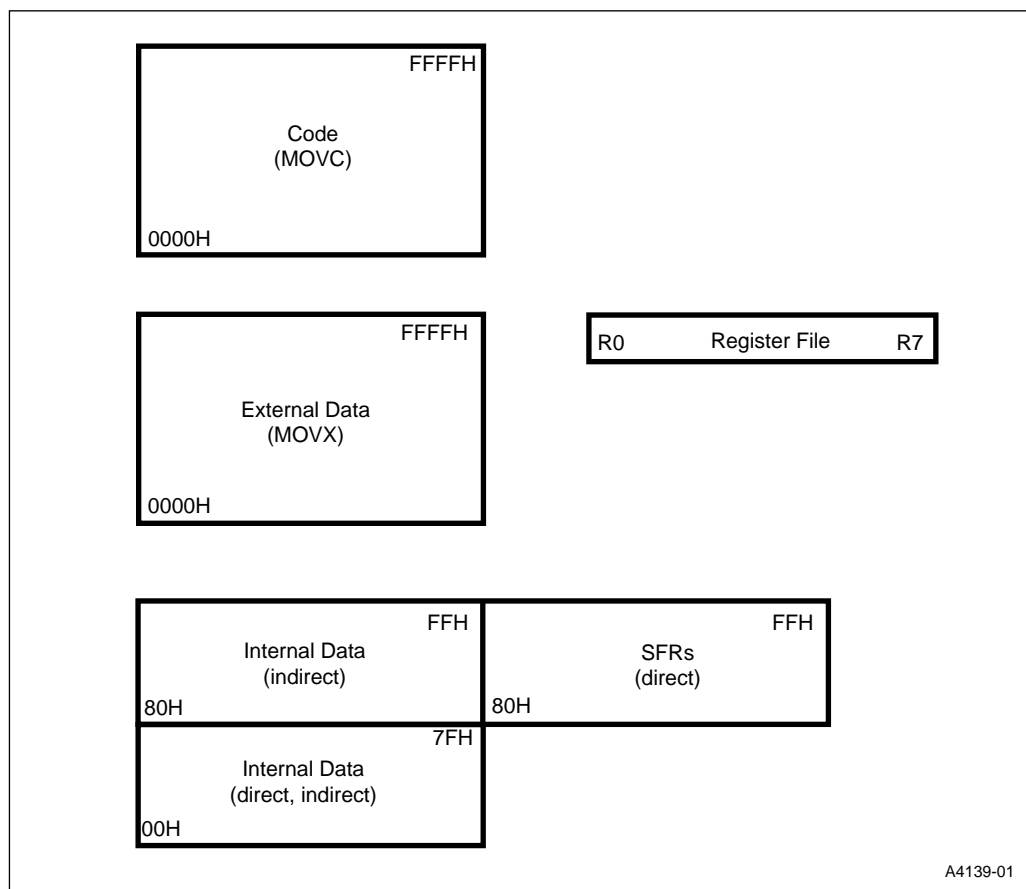 FFFFH
Code
(MOVC)
0000H
FFFFH
External Data
(MOVX)
0000H
R0 Register File R7
FFH
Internal Data
(indirect)
80H
FFH
SFRs
(direct)
80H
7FH
Internal Data
(direct, indirect)
00H
A4139-01